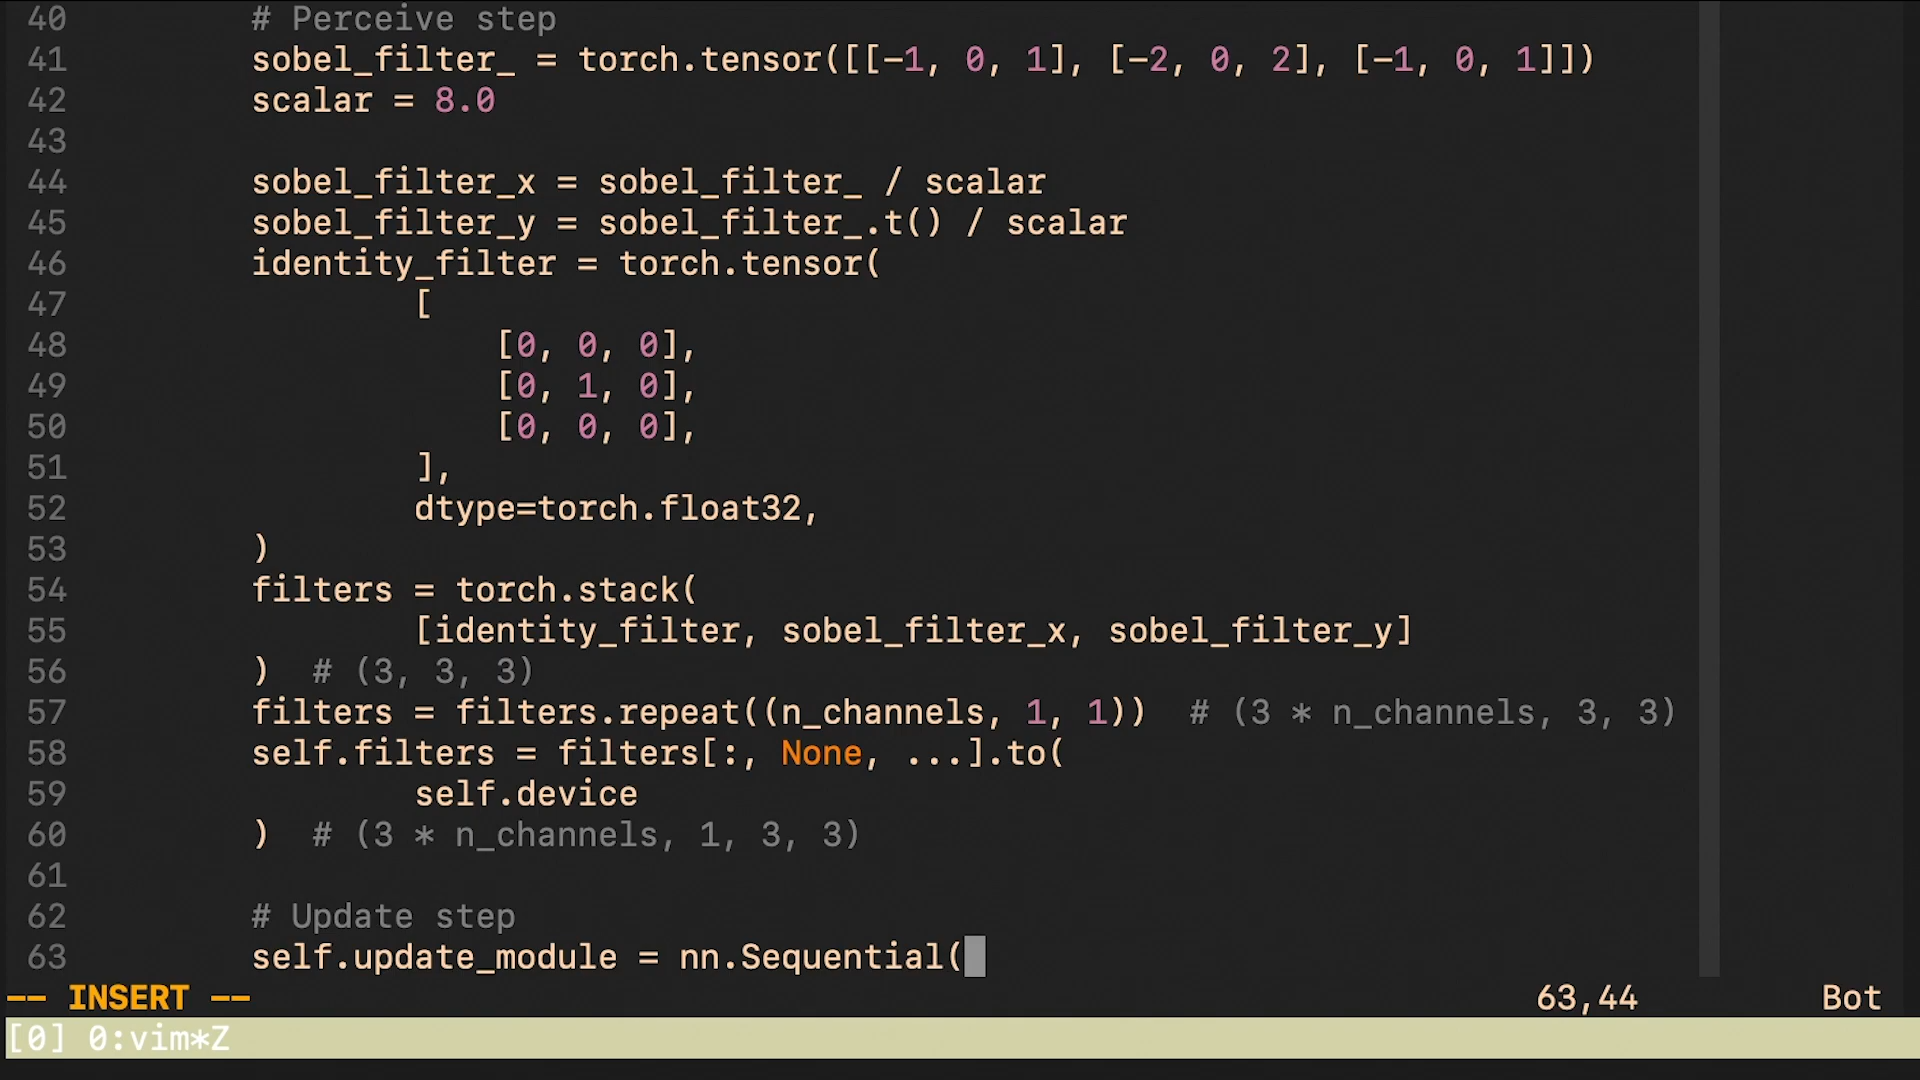 40 # Perceive step
41 sobel_filter_ = torch.tensor([[-1, 0, 1], [-2, 0, 2], [-1, 0, 1]])
42 scalar = 8.0
43
44 sobel_filter_x = sobel_filter_ / scalar
45 sobel_filter_y = sobel_filter_.t() / scalar
46 identity_filter = torch.tensor(
47 [
48 [0, 0, 0],
49 [0, 1, 0],
50 [0, 0, 0],
51 ],
52 dtype=torch.float32,
53 )
54 filters = torch.stack(
55 [identity_filter, sobel_filter_x, sobel_filter_y]
56 )  # (3, 3, 3)
57 filters = filters.repeat((n_channels, 1, 1))  # (3 * n_channels, 3, 3)
58 self.filters = filters[:, None, ...].to(
59 self.device
60 )  # (3 * n_channels, 1, 3, 3)
61
62 # Update step
63 self.update_module = nn.Sequential(
-- INSERT -- 63,44 Bot
[0] 0:vim*Z